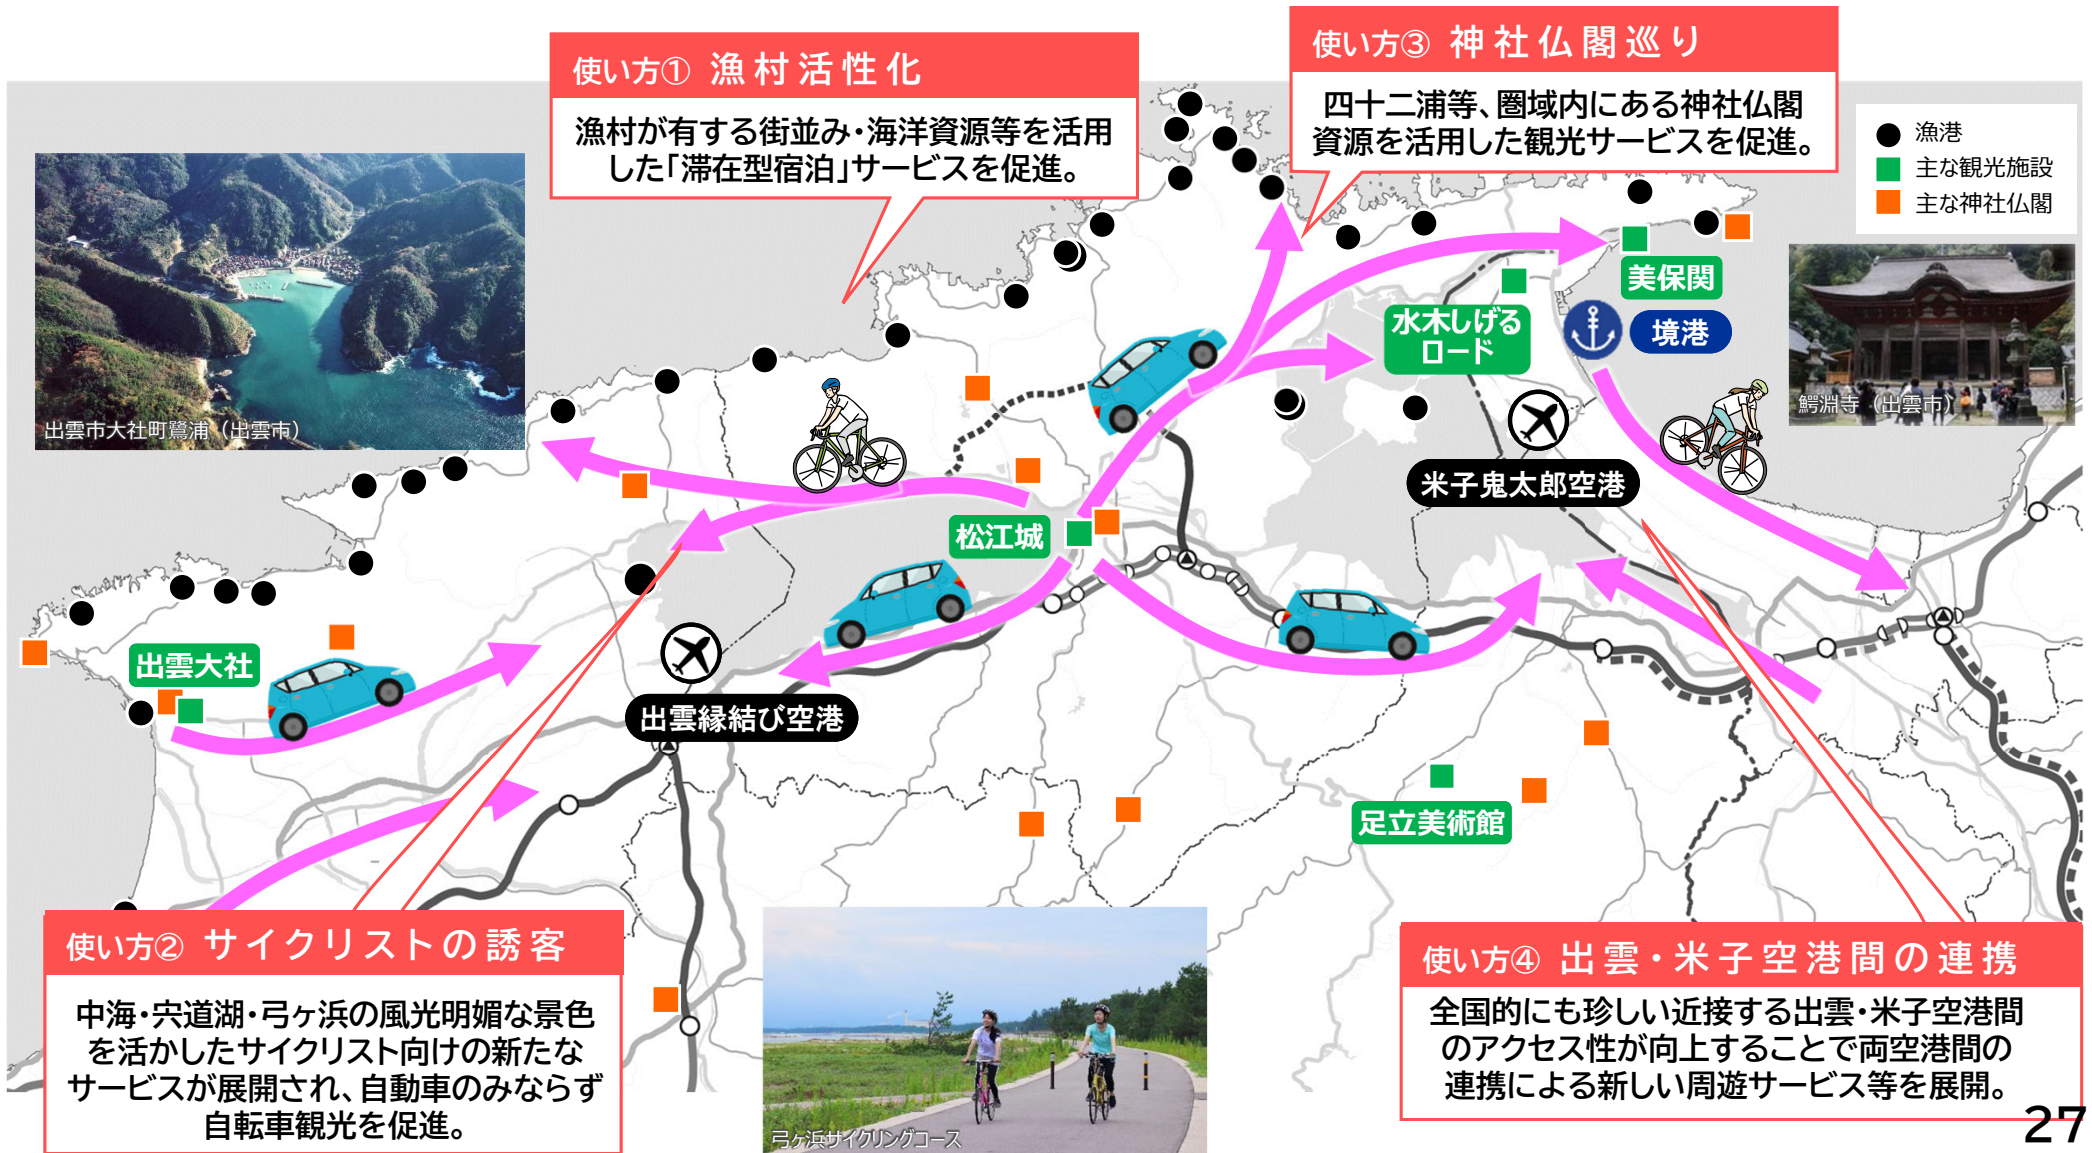 使い方① 漁村活性化
漁村が有する街並み・海洋資源等を活用
した「滞在型宿泊」サービスを促進。
使い方③ 神社仏閣巡り
四十二浦等、圏域内にある神社仏閣
資源を活用した観光サービスを促進。
漁港
主な観光施設
主な神社仏閣
出雲市大社町鷺浦（出雲市）
鰐淵寺（出雲市）
美保関
水木しげる
ロード
境港
米子鬼太郎空港
松江城
出雲大社
出雲縁結び空港
足立美術館
使い方② サイクリストの誘客
中海・宍道湖・弓ヶ浜の風光明媚な景色
を活かしたサイクリスト向けの新たな
サービスが展開され、自動車のみならず
自転車観光を促進。
弓ヶ浜サイクリングコース
使い方④ 出雲・米子空港間の連携
全国的にも珍しい近接する出雲・米子空港間
のアクセス性が向上することで両空港間の
連携による新しい周遊サービス等を展開。
27